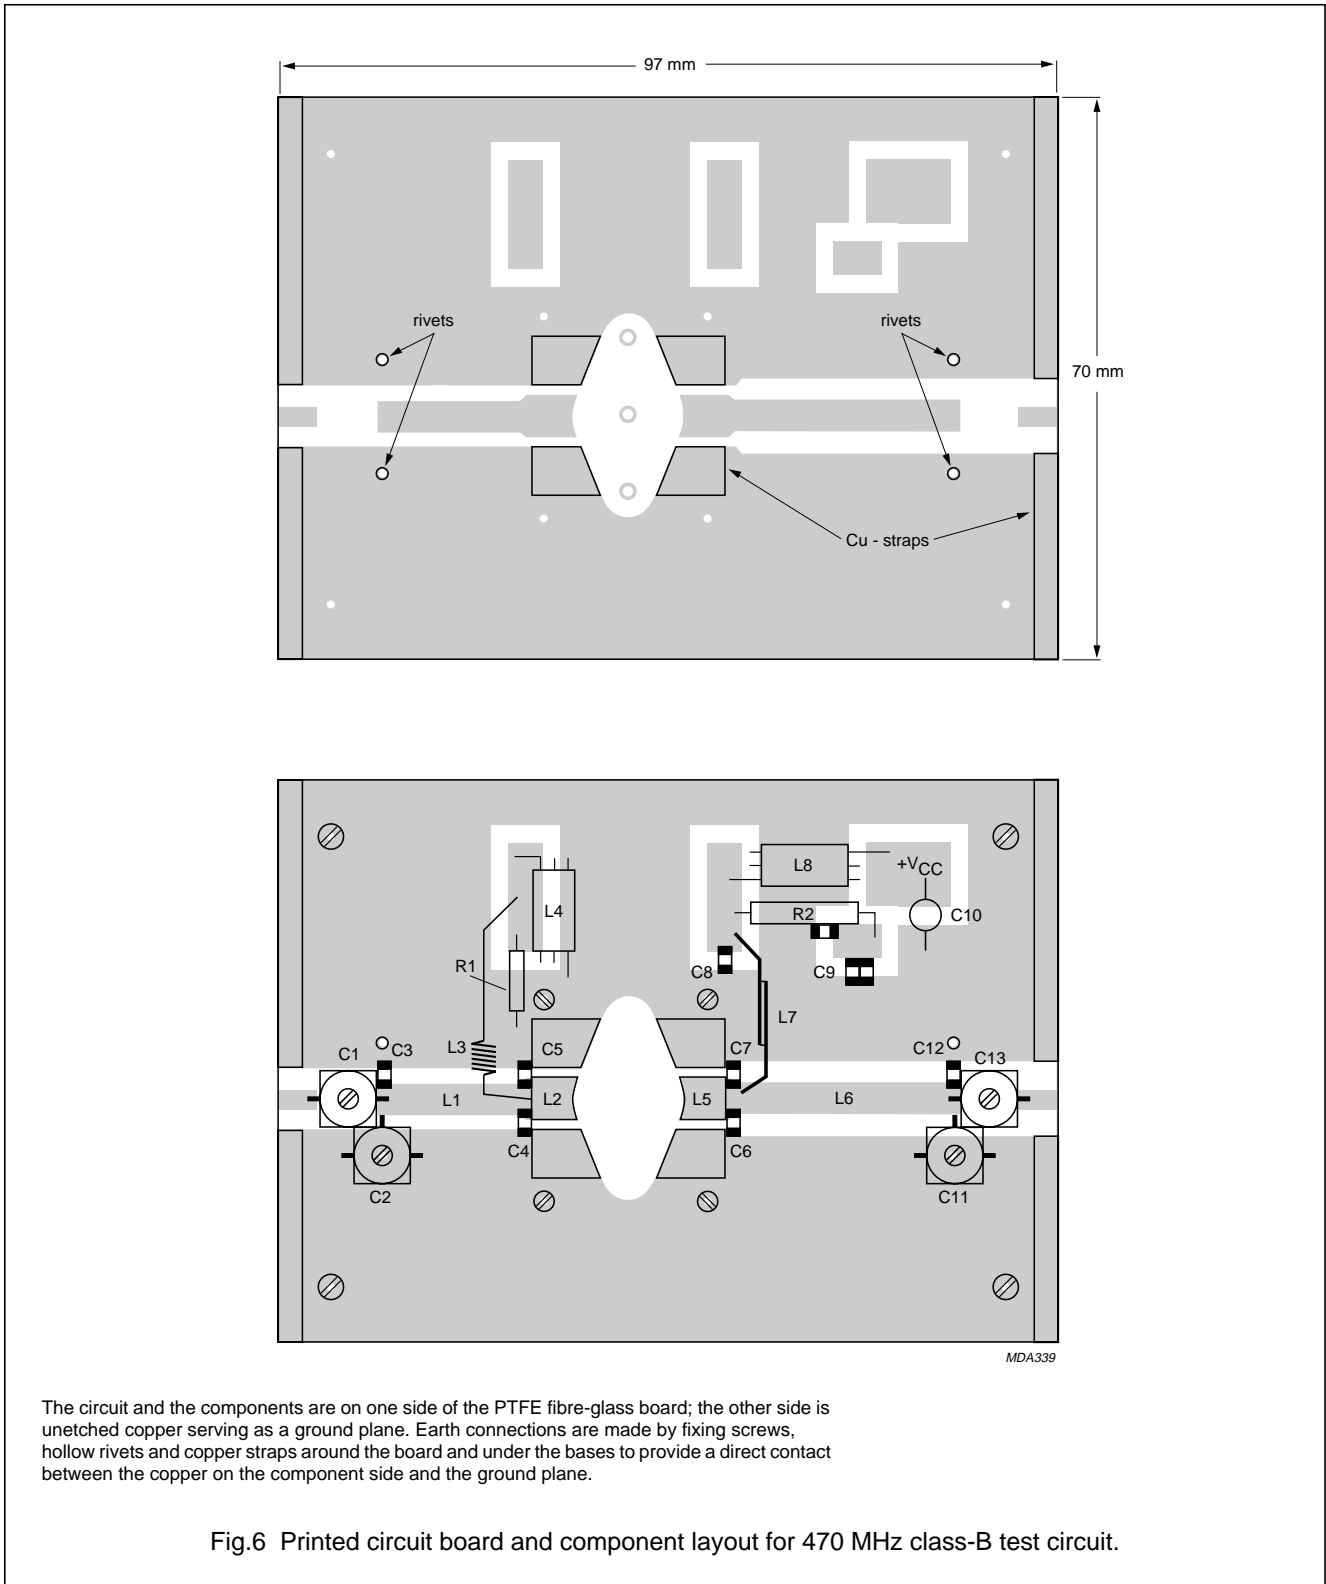 97 mm
rivets
rivets
70 mm
Cu - straps
L8
+VCC
L4
R2
C10
R1
C8
C9
L7
C1
C3
L3
C5
C7
C12
C13
L1
L2
L5
L6
C4
C6
C2
C11
MDA339
The circuit and the components are on one side of the PTFE fibre-glass board; the other side is
unetched copper serving as a ground plane. Earth connections are made by fixing screws,
hollow rivets and copper straps around the board and under the bases to provide a direct contact
between the copper on the component side and the ground plane.
Fig.6 Printed circuit board and component layout for 470 MHz class-B test circuit.